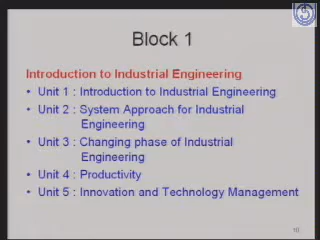 Block 1
Introduction to Industrial Engineering
• Unit 1 : Introduction to Industrial Engineering
• Unit 2 : System Approach for Industrial
Engineering
• Unit 3 : Changing phase of Industrial
Engineering
• Unit 4 : Productivity
• Unit 5 : Innovation and Technology Management
10